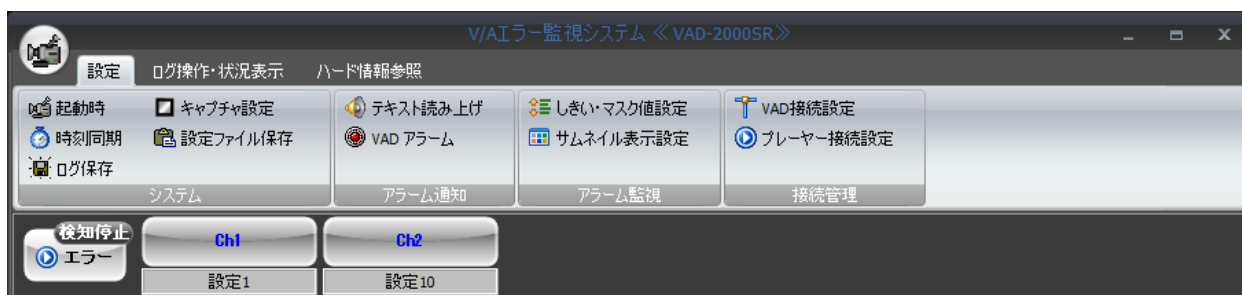 V/Aエラー監視システム ≪ VAD-2000SR≫
設定 ログ操作・状況表示 ハード情報参照
起動時 キャプチャ設定 テキスト読み上げ しきい・マスク値設定 VAD接続設定
時刻同期 設定ファイル保存 VAD アラーム サムネイル表示設定 プレーヤー接続設定
ログ保存
システム アラーム通知 アラーム監視 接続管理
検知停止
エラー Ch1 Ch2
設定1 設定10